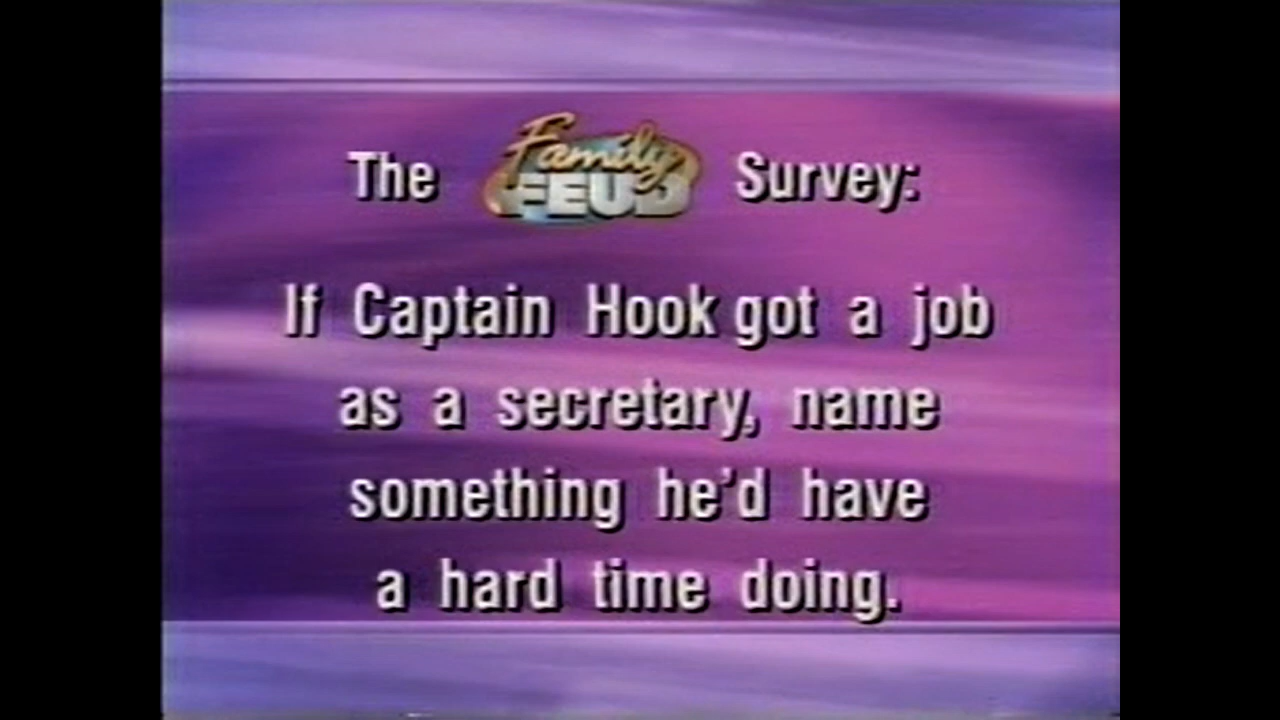 The Family FEUD Survey:
If Captain Hook got a job
as a secretary, name
something he'd have
a hard time doing.